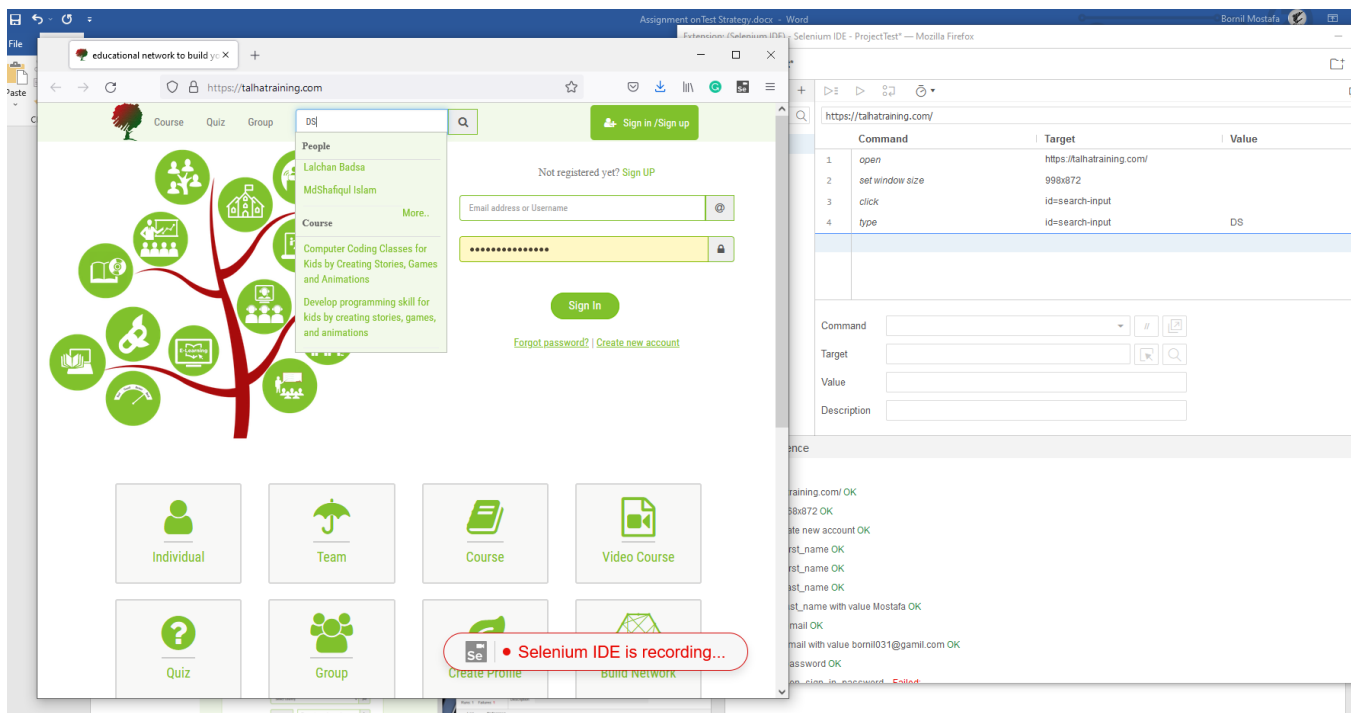 Assignment onTest Strategy.docx - Word
Bornil Mostafa
File
Paste
educational network to build yo
Extension: (Selenium IDE) - Selenium IDE - ProjectTest* — Mozilla Firefox
https://talhatraining.com
Course Quiz Group DS
Sign in /Sign up
People
Lalchan Badsa
MdShafiqul Islam
More..
Course
Computer Coding Classes for
Kids by Creating Stories, Games
and Animations
Develop programming skill for
kids by creating stories, games,
and animations
Not registered yet? Sign UP
Email address or Username
@
Sign In
Forgot password? | Create new account
E-Learning
Individual
Team
Course
Video Course
Quiz
Group
Create Profile
Build Network
Se
Selenium IDE is recording...
https://talhatraining.com/
Command Target Value
1 open https://talhatraining.com/
2 set window size 998x872
3 click id=search-input
4 type id=search-input DS
Command
//
Target
Value
Description
ence
raining.com/ OK
98x872 OK
ate new account OK
rst_name OK
rst_name OK
ast_name OK
ast_name with value Mostafa OK
mail OK
mail with value bornil031@gamil.com OK
assword OK
en_sign_in_password Failed: